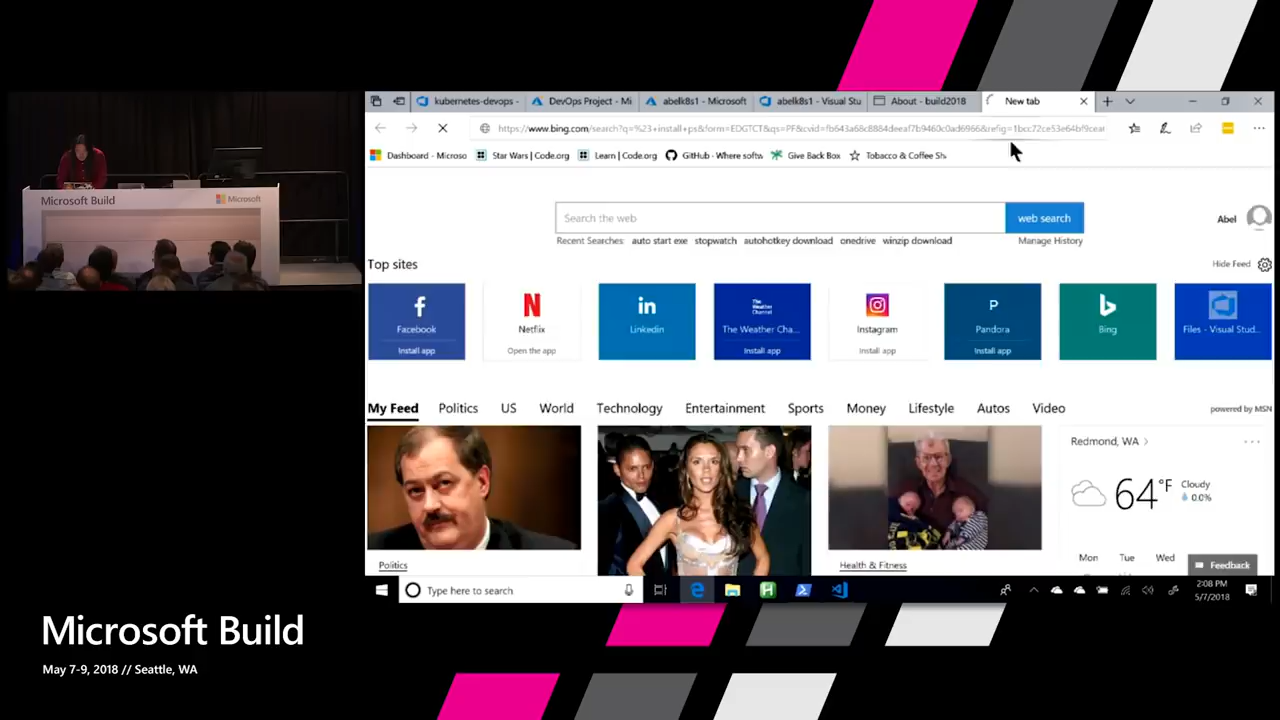 kubernetes-devops -
DevOps Project - Mi
abelk8s1 - Microsoft
abelk8s1 - Visual Stu
About - build2018
New tab
Dashboard - Microso
Star Wars | Code.org
Learn | Code.org
GitHub - Where softw
Give Back Box
Tobacco & Coffee Sh
Search the web
web search
Abel
Recent Searches: auto start exe stopwatch autohotkey download onedrive winzip download
Manage History
Top sites
Hide Feed
Facebook
Install app
Netflix
Open the app
Linkedin
The Weather Channel
The Weather Cha...
Install app
Instagram
Install app
P
Pandora
Install app
Bing
Files - Visual Stud...
My Feed Politics US World Technology Entertainment Sports Money Lifestyle Autos Video
powered by MSN
Redmond, WA
64°F
Cloudy
0.0%
Mon Tue Wed
Politics
Health & Fitness
Feedback
Type here to search
2:08 PM
5/7/2018
Microsoft Build
Microsoft
Microsoft Build
May 7-9, 2018 // Seattle, WA